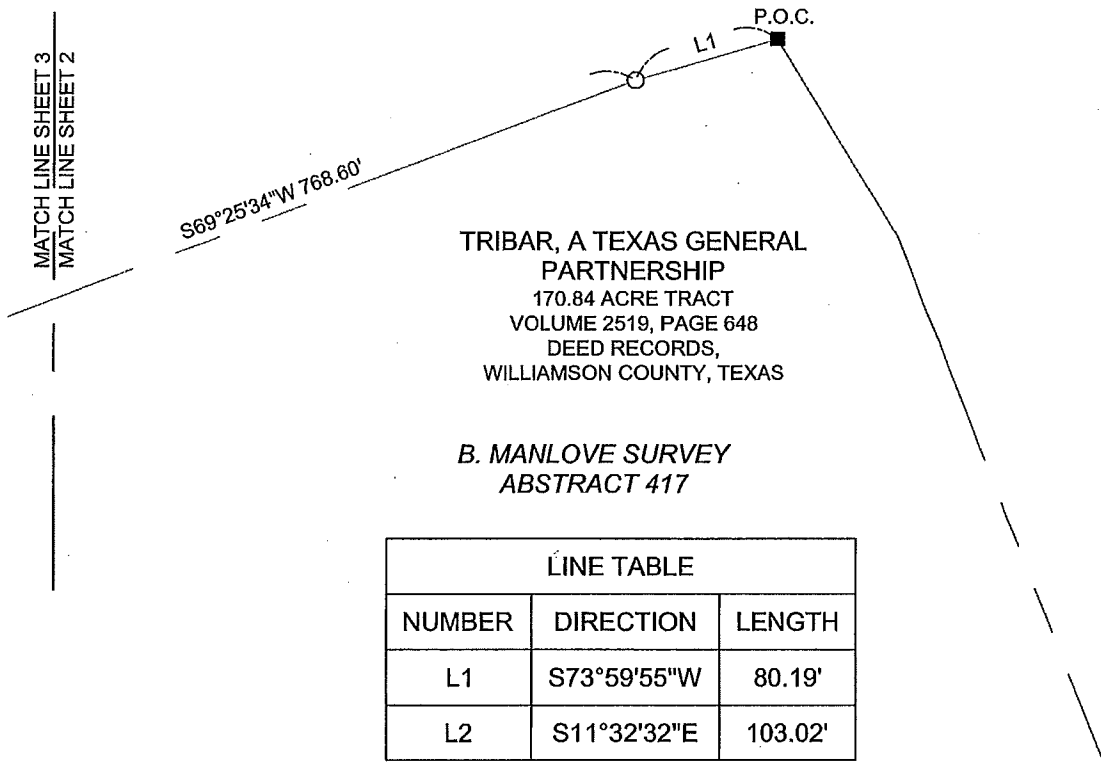 P.O.C.
L1
MATCH LINE SHEET 3
MATCH LINE SHEET 2
S69°25'34"W 768.60'
TRIBAR, A TEXAS GENERAL
PARTNERSHIP
170.84 ACRE TRACT
VOLUME 2519, PAGE 648
DEED RECORDS,
WILLIAMSON COUNTY, TEXAS
B. MANLOVE SURVEY
ABSTRACT 417
LINE TABLE
NUMBER DIRECTION LENGTH
L1 S73°59'55"W 80.19'
L2 S11°32'32"E 103.02'